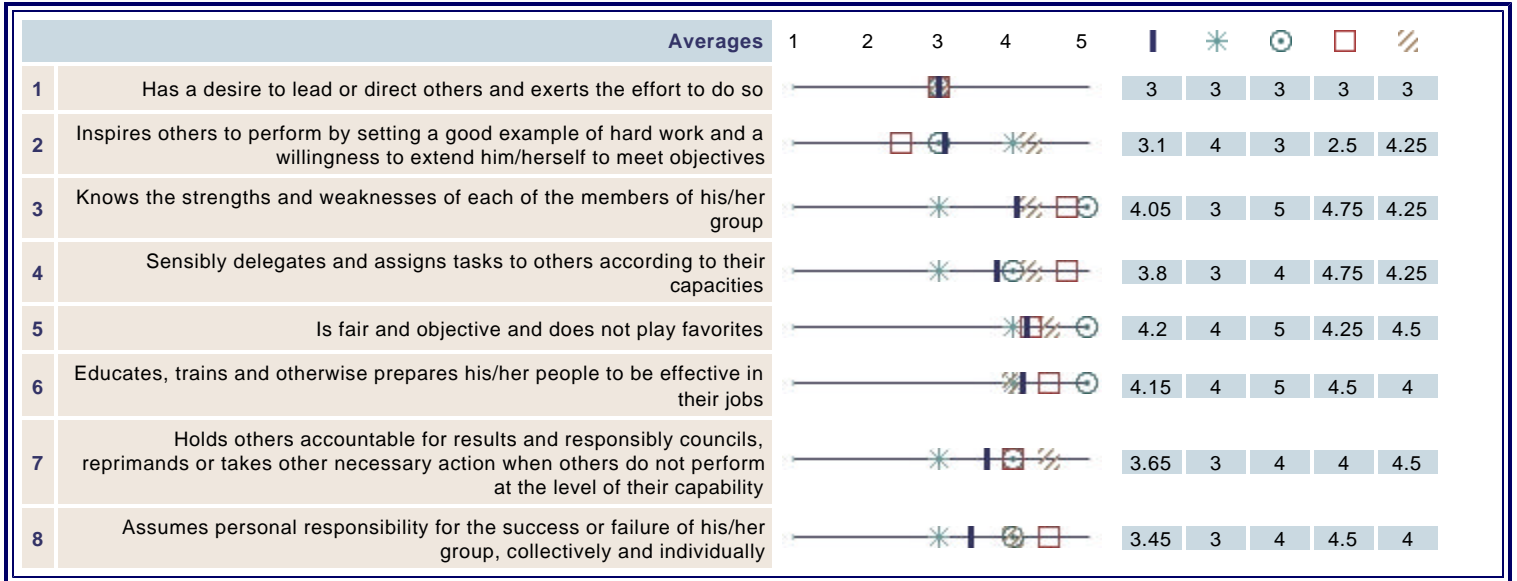 Averages 1 2 3 4 5
1 Has a desire to lead or direct others and exerts the effort to do so 3 3 3 3 3
2 Inspires others to perform by setting a good example of hard work and a
willingness to extend him/herself to meet objectives 3.1 4 3 2.5 4.25
3 Knows the strengths and weaknesses of each of the members of his/her
group 4.05 3 5 4.75 4.25
4 Sensibly delegates and assigns tasks to others according to their
capacities 3.8 3 4 4.75 4.25
5 Is fair and objective and does not play favorites 4.2 4 5 4.25 4.5
6 Educates, trains and otherwise prepares his/her people to be effective in
their jobs 4.15 4 5 4.5 4
7 Holds others accountable for results and responsibly councils,
reprimands or takes other necessary action when others do not perform
at the level of their capability 3.65 3 4 4 4.5
8 Assumes personal responsibility for the success or failure of his/her
group, collectively and individually 3.45 3 4 4.5 4